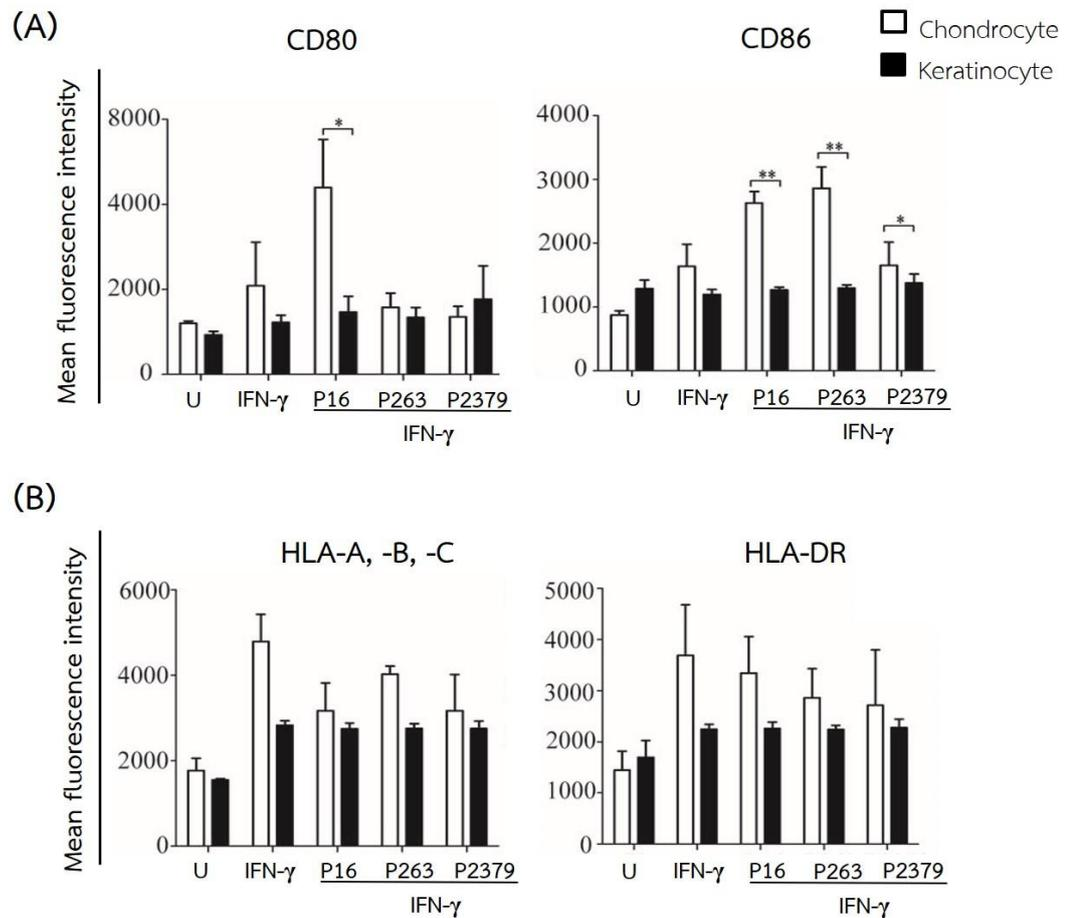 (A)
CD80
CD86
Chondrocyte
Keratinocyte
Mean fluorescence intensity
8000
4000
2000
0
*
U IFN-γ P16 P263 P2379
IFN-γ
4000
3000
2000
1000
0
** ** *
U IFN-γ P16 P263 P2379
IFN-γ
(B)
HLA-A, -B, -C
HLA-DR
Mean fluorescence intensity
6000
4000
2000
0
U IFN-γ P16 P263 P2379
IFN-γ
5000
4000
3000
2000
1000
0
U IFN-γ P16 P263 P2379
IFN-γ